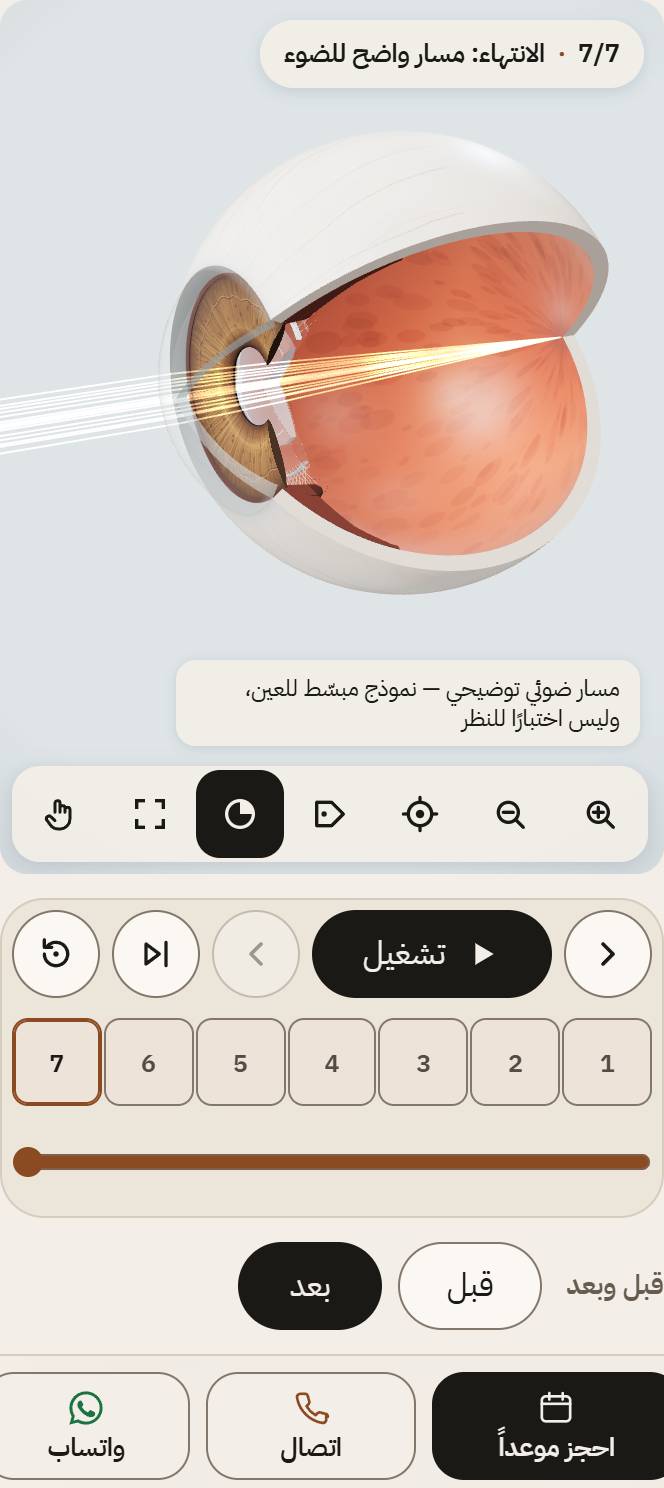 7/7 · الانتهاء: مسار واضح للضوء
مسار ضوئي توضيحي — نموذج مبسّط للعين،
وليس اختبارًا للنظر
تشغيل
1 2 3 4 5 6 7
قبل وبعد قبل بعد
احجز موعداً اتصال واتساب